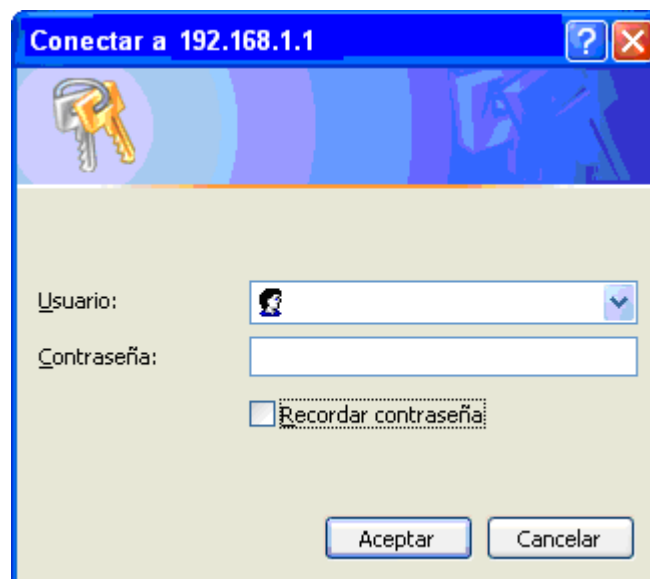 Conectar a 192.168.1.1
Usuario:
Contraseña:
Recordar contraseña
Aceptar Cancelar